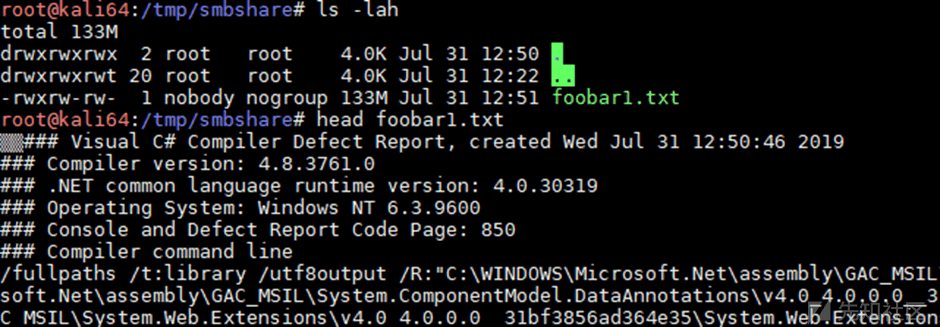 root@kali64:/tmp/smbshare# ls -lah
total 133M
drwxrwxrwx  2 root   root    4.0K Jul 31 12:50 .
drwxrwxrwt 20 root   root    4.0K Jul 31 12:22 ..
-rwxrw-rw-  1 nobody nogroup 133M Jul 31 12:51 foobar1.txt
root@kali64:/tmp/smbshare# head foobar1.txt
### Visual C# Compiler Defect Report, created Wed Jul 31 12:50:46 2019
### Compiler version: 4.8.3761.0
### .NET common language runtime version: 4.0.30319
### Operating System: Windows NT 6.3.9600
### Console and Defect Report Code Page: 850
### Compiler command line
/fullpaths /t:library /utf8output /R:"C:\WINDOWS\Microsoft.Net\assembly\GAC_MSIL
soft.Net\assembly\GAC_MSIL\System.ComponentModel.DataAnnotations\v4.0_4.0.0.0__3
C_MSIL\System.Web.Extensions\v4.0_4.0.0.0__31bf3856ad364e35\System.Web.Extension
先知社区